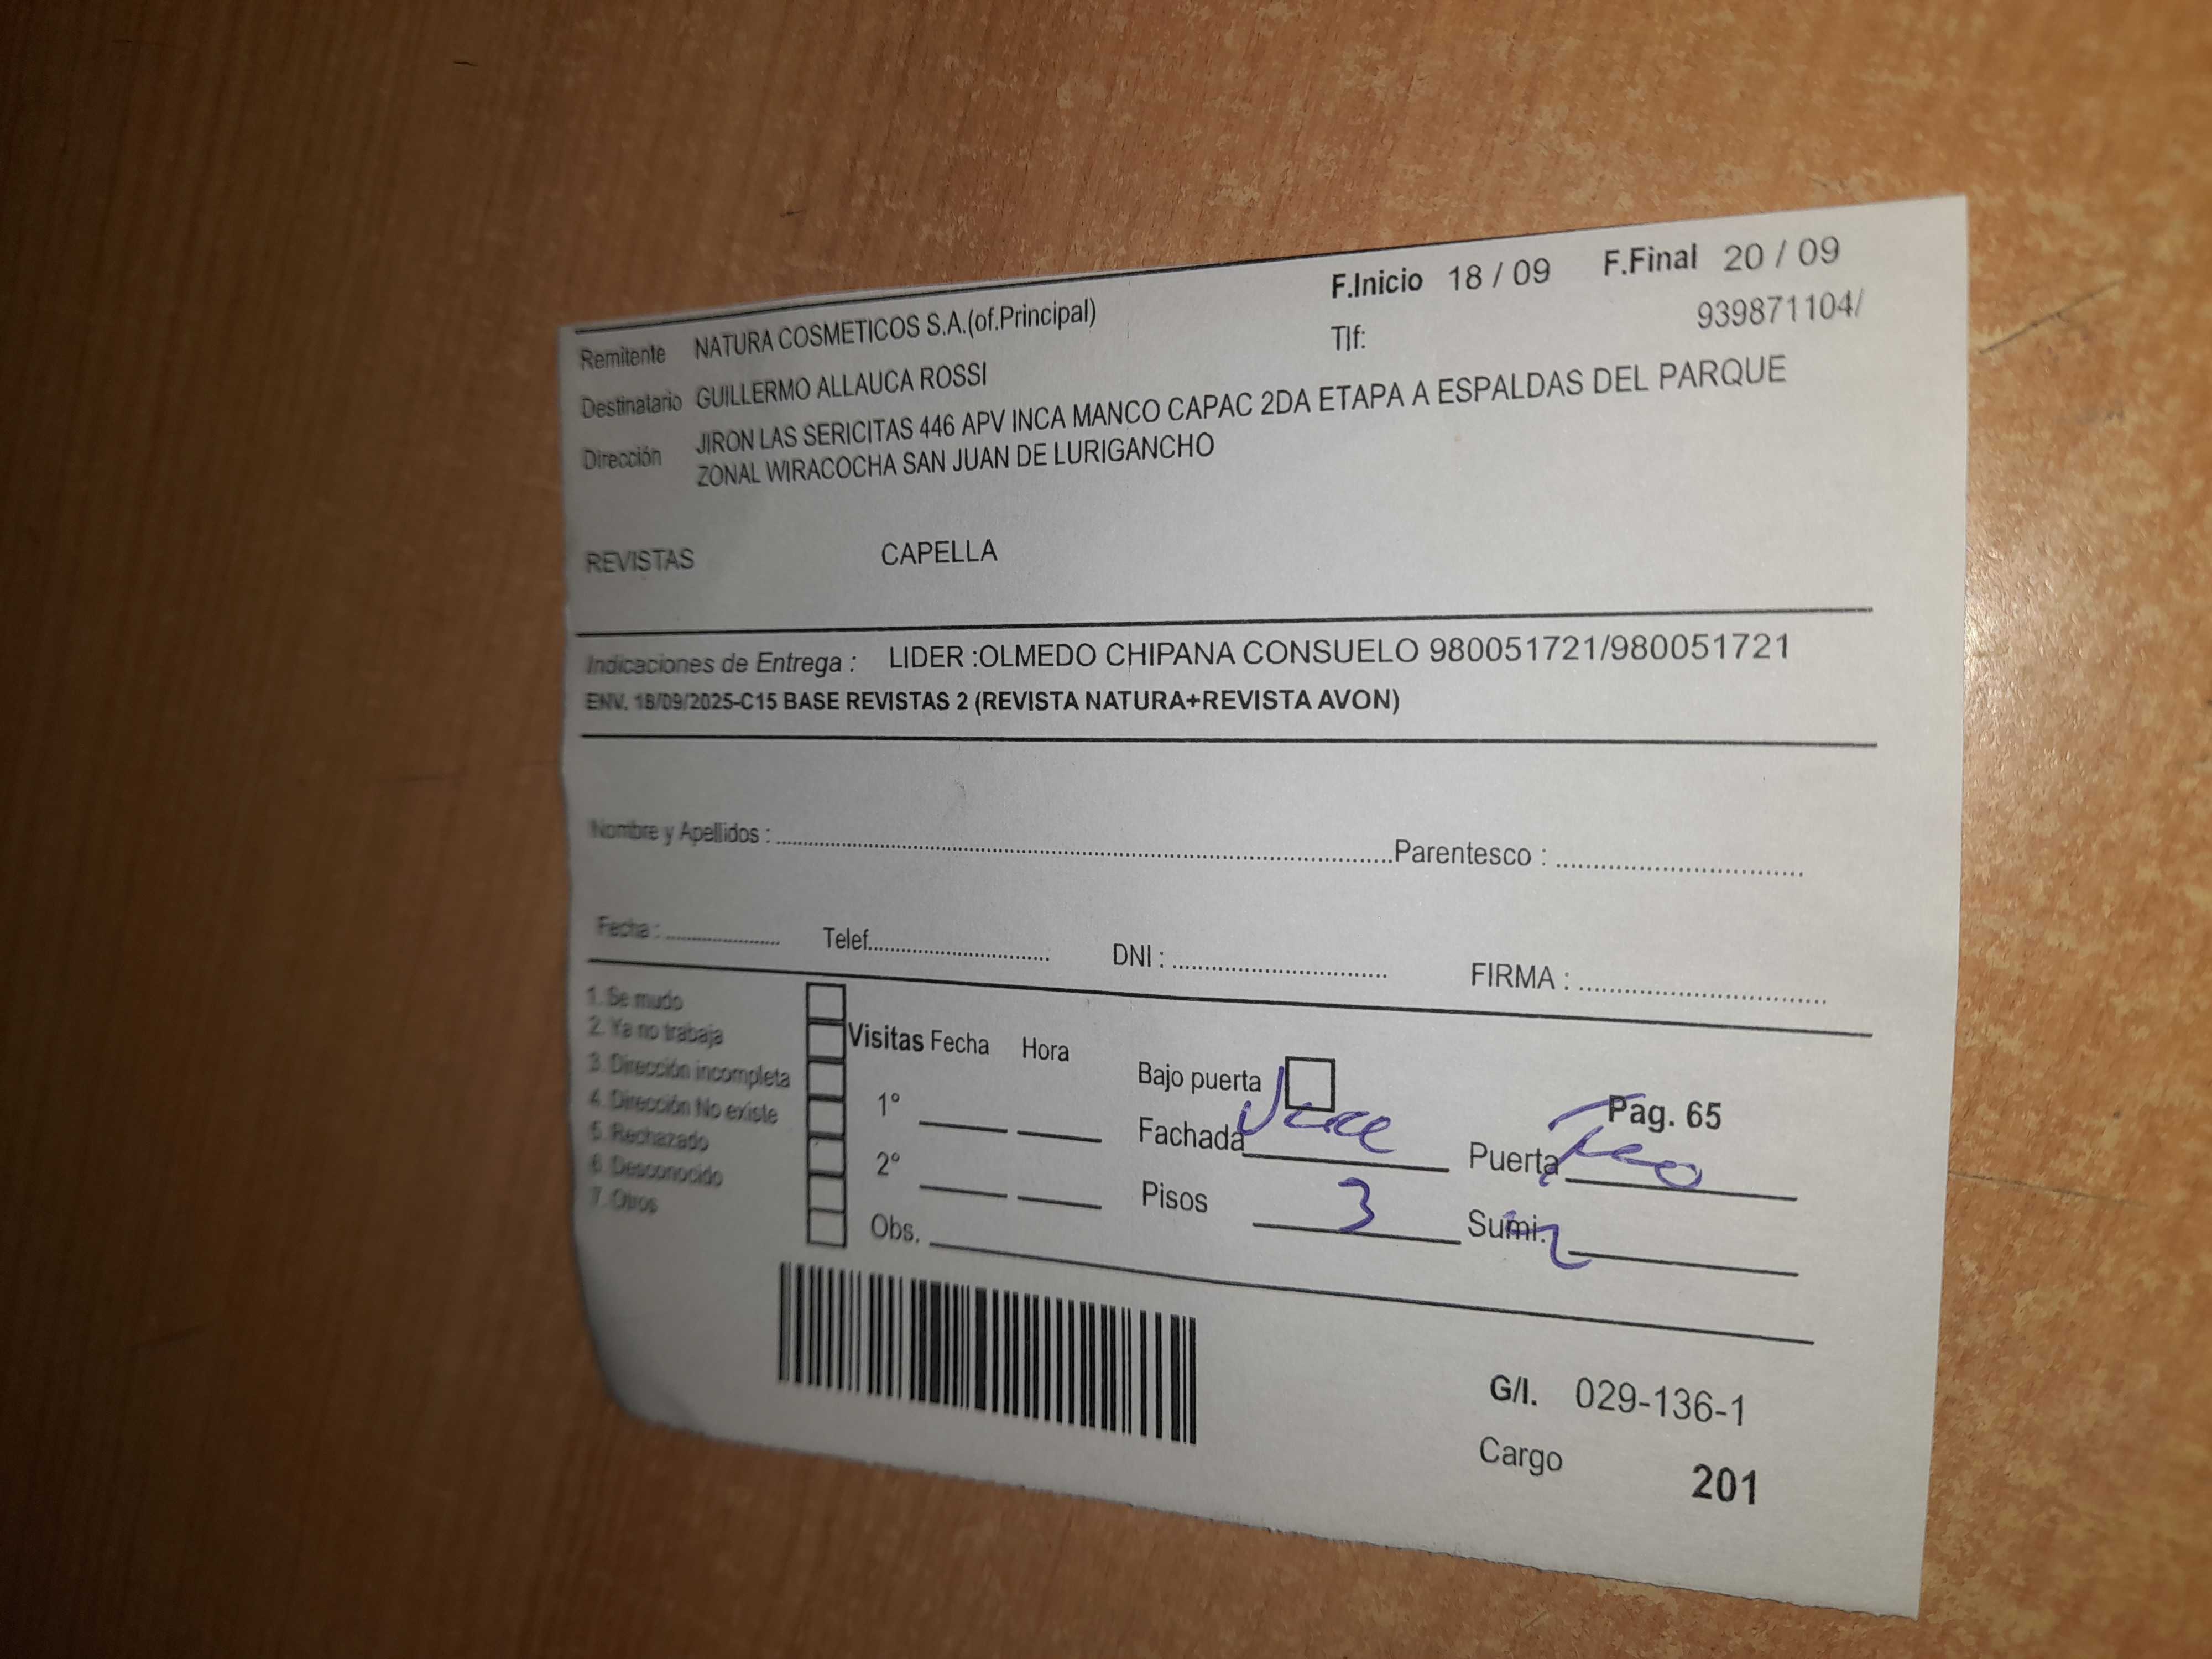 F.Inicio 18 / 09 F.Final 20 / 09
Remitente NATURA COSMETICOS S.A.(of.Principal) Tlf: 939871104/
Destinatario GUILLERMO ALLAUCA ROSSI
Dirección JIRON LAS SERICITAS 446 APV INCA MANCO CAPAC 2DA ETAPA A ESPALDAS DEL PARQUE
ZONAL WIRACOCHA SAN JUAN DE LURIGANCHO
REVISTAS CAPELLA
Indicaciones de Entrega : LIDER :OLMEDO CHIPANA CONSUELO 980051721/980051721
ENV. 18/09/2025-C15 BASE REVISTAS 2 (REVISTA NATURA+REVISTA AVON)
Nombre y Apellidos : Parentesco :
Fecha : Telef. DNI : FIRMA :
1. Se mudo
2. Ya no trabaja
3. Dirección incompleta
4. Dirección No existe
5. Rechazado
6. Desconocido
7. Otros
Visitas Fecha Hora
1°
2°
Obs.
Bajo puerta
Pag. 65
Fachada Puerta
Pisos 3 Sumi.
G/I. 029-136-1
Cargo 201